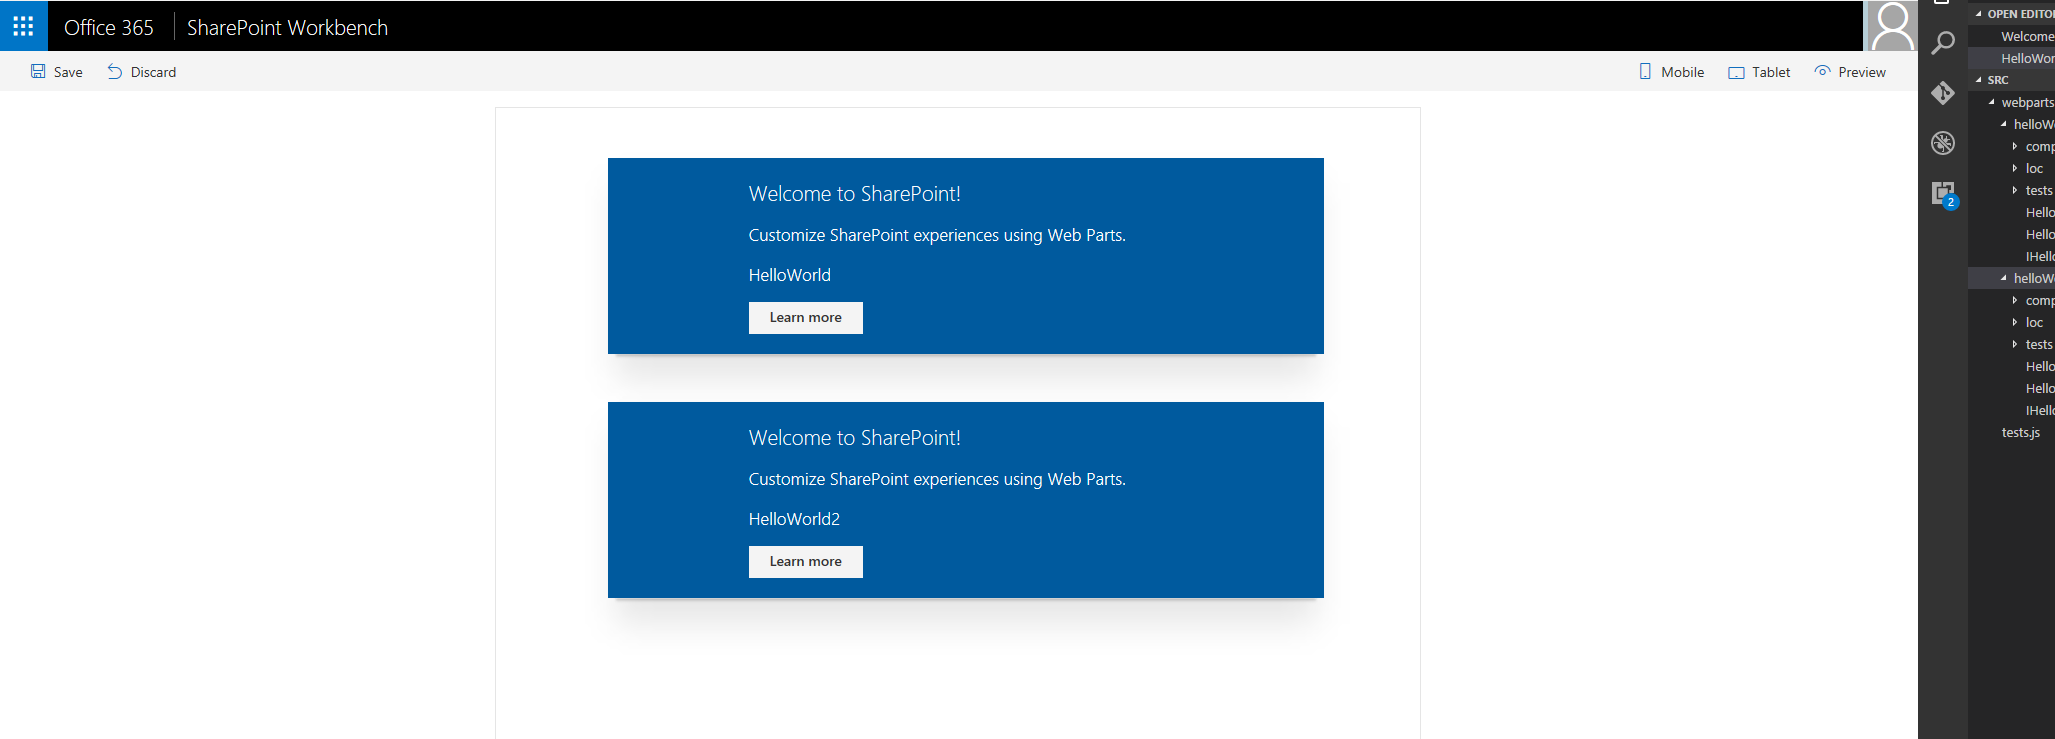 Office 365 SharePoint Workbench
Save Discard Mobile Tablet Preview
Welcome to SharePoint!
Customize SharePoint experiences using Web Parts.
HelloWorld
Learn more
Welcome to SharePoint!
Customize SharePoint experiences using Web Parts.
HelloWorld2
Learn more
2
OPEN EDITO
Welcome
HelloWor
SRC
webparts
helloW
comp
loc
tests
Hello
Hello
IHello
helloW
comp
loc
tests
Hello
Hello
IHello
tests.js